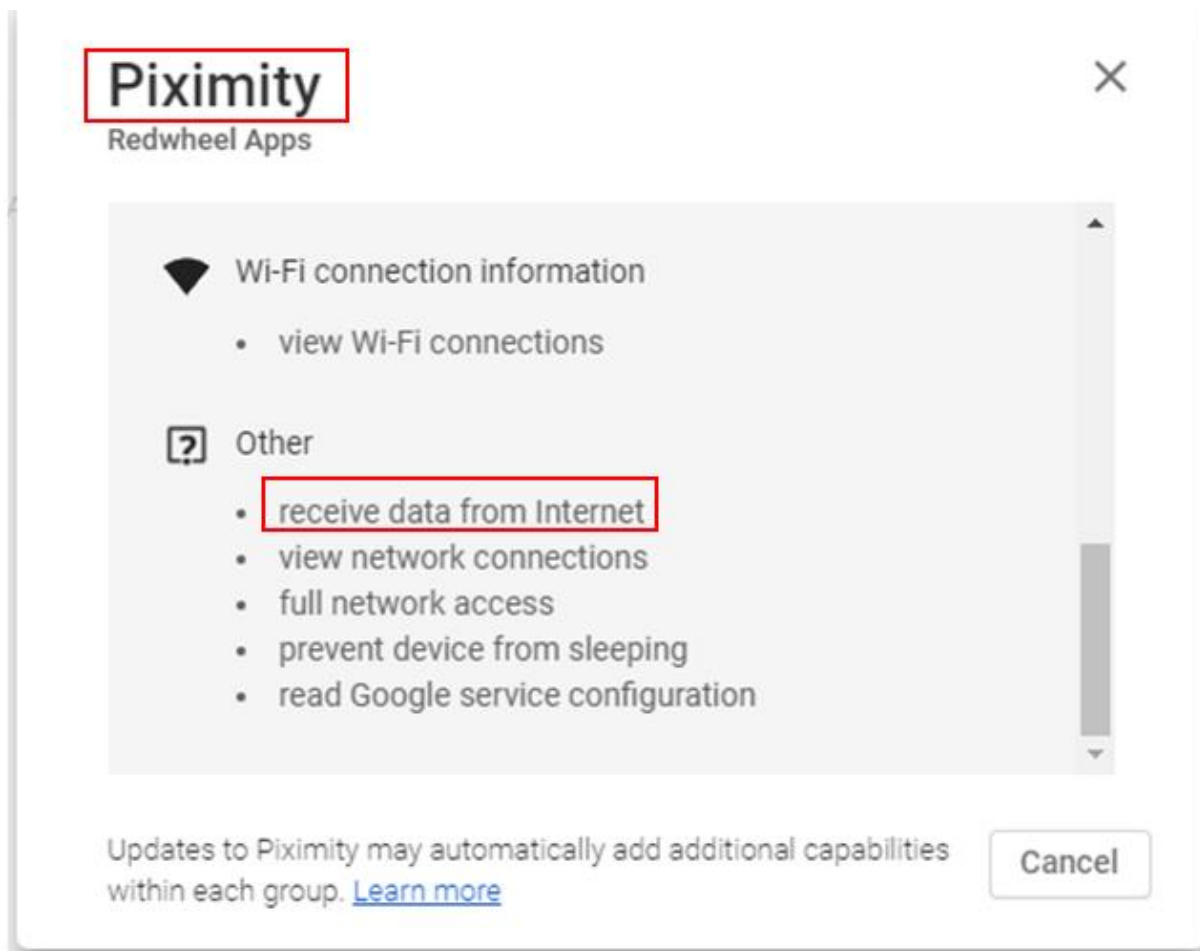 Piximity
Redwheel Apps
Wi-Fi connection information
• view Wi-Fi connections
Other
• receive data from Internet
• view network connections
• full network access
• prevent device from sleeping
• read Google service configuration
Updates to Piximity may automatically add additional capabilities
within each group. Learn more
Cancel